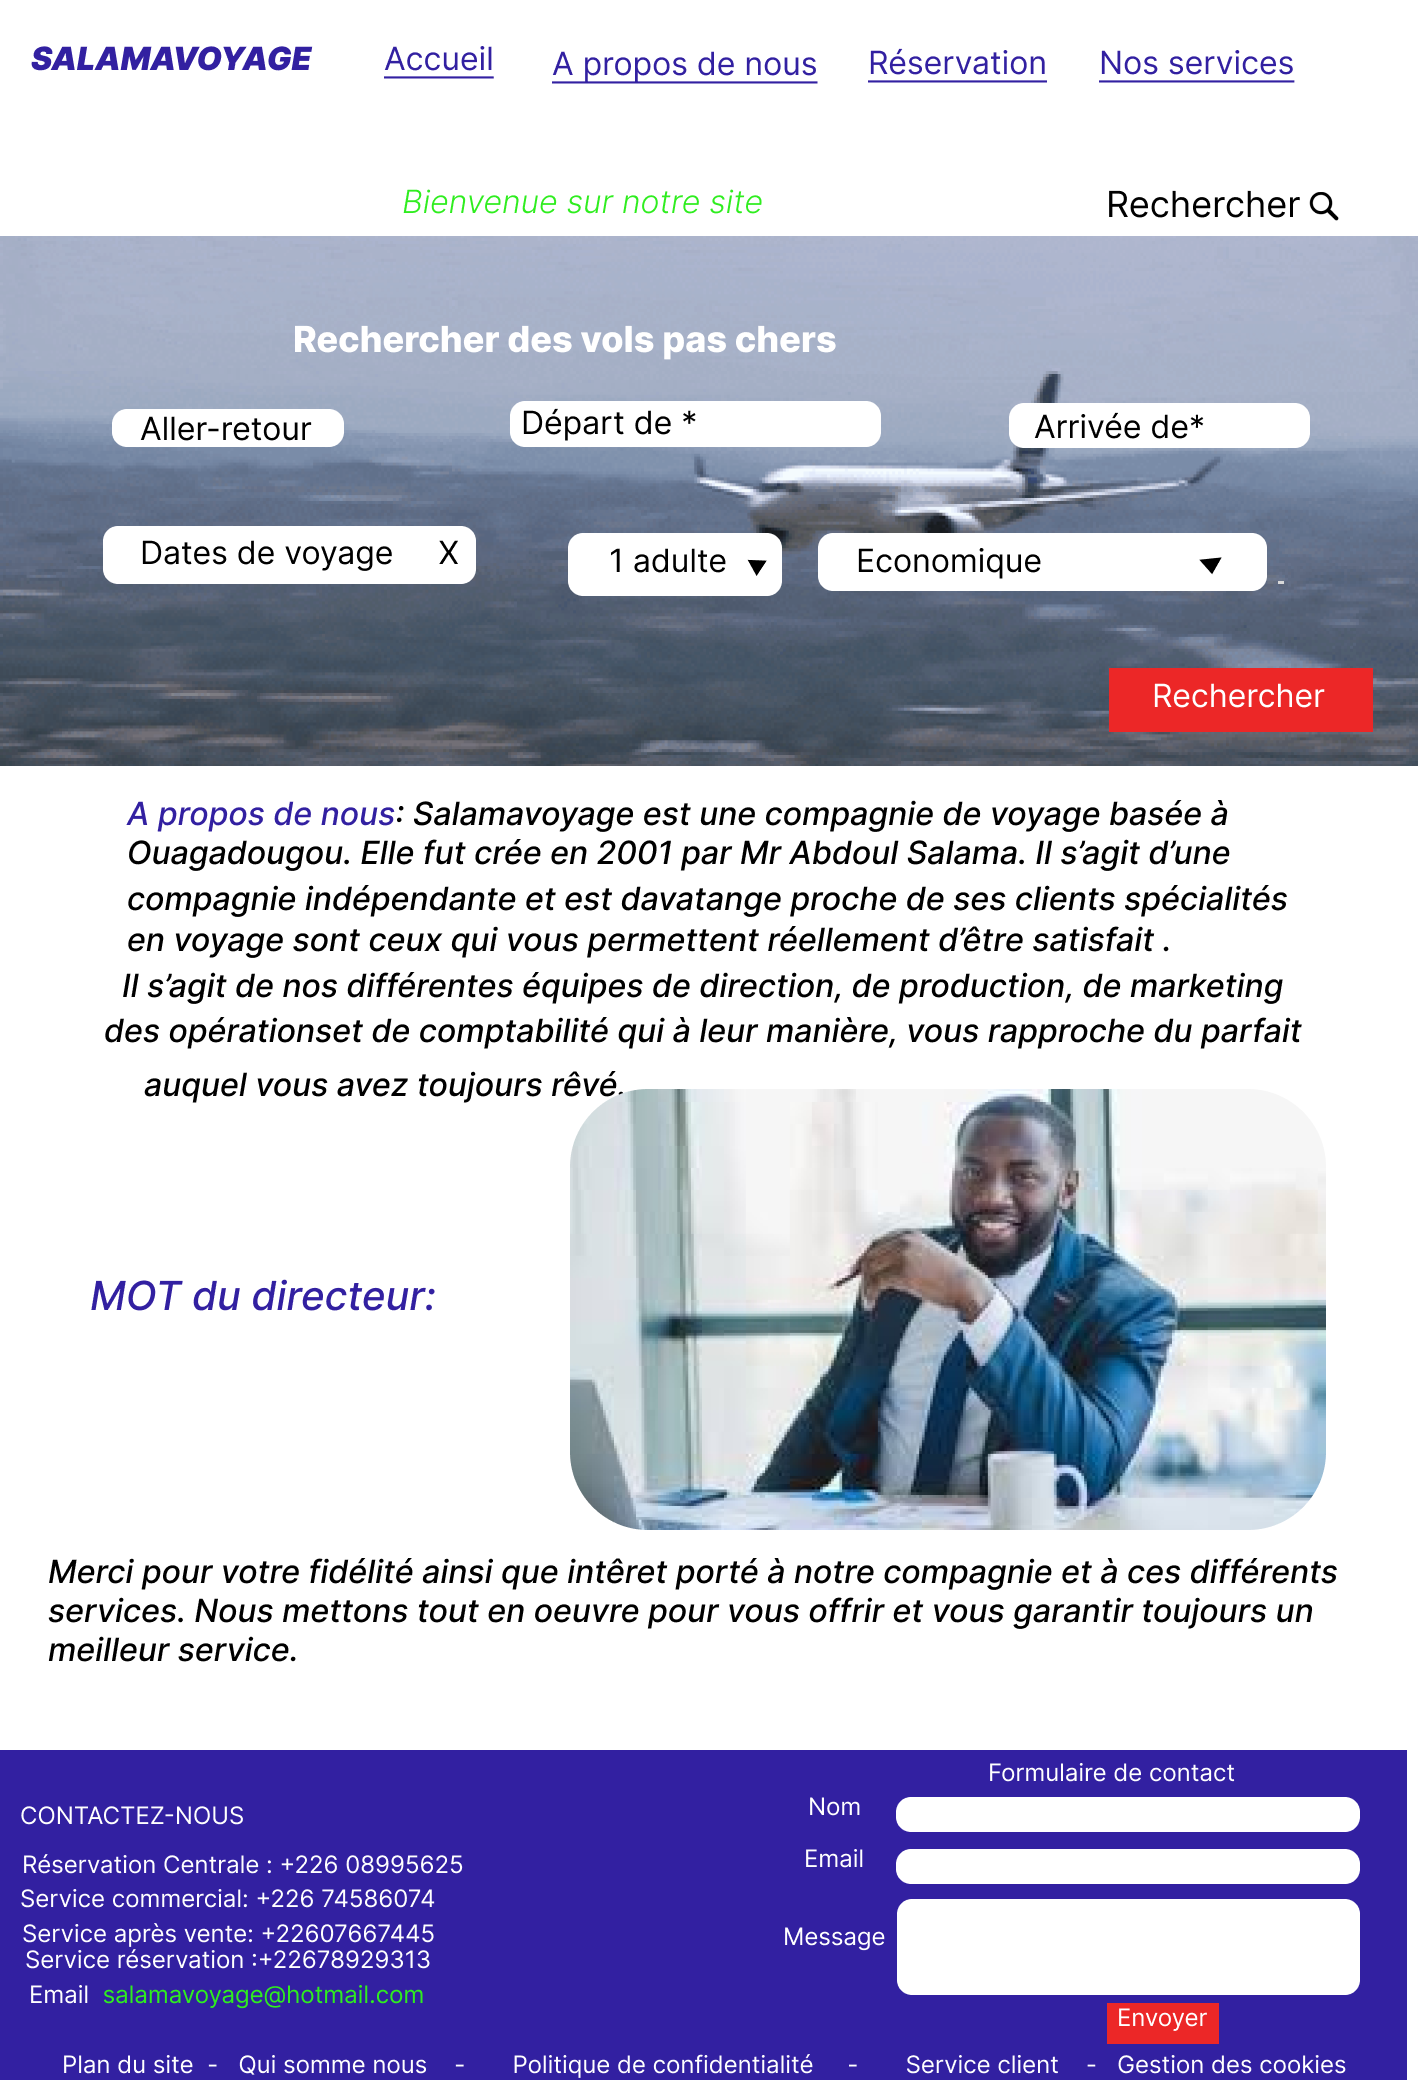 SALAMAVOYAGE Accueil A propos de nous Réservation Nos services
Bienvenue sur notre site Rechercher
Rechercher des vols pas chers
Aller-retour Départ de * Arrivée de*
Dates de voyage X 1 adulte Economique -
Rechercher
A propos de nous: Salamavoyage est une compagnie de voyage basée à
Ouagadougou. Elle fut crée en 2001 par Mr Abdoul Salama. Il s’agit d’une
compagnie indépendante et est davatange proche de ses clients spécialités
en voyage sont ceux qui vous permettent réellement d’être satisfait .
Il s’agit de nos différentes équipes de direction, de production, de marketing
des opérationset de comptabilité qui à leur manière, vous rapproche du parfait
auquel vous avez toujours rêvé.
MOT du directeur:
Merci pour votre fidélité ainsi que intêret porté à notre compagnie et à ces différents
services. Nous mettons tout en oeuvre pour vous offrir et vous garantir toujours un
meilleur service.
CONTACTEZ-NOUS
Réservation Centrale : +226 08995625
Service commercial: +226 74586074
Service après vente: +22607667445
Service réservation :+22678929313
Email salamavoyage@hotmail.com
Formulaire de contact
Nom
Email
Message
Envoyer
Plan du site - Qui somme nous - Politique de confidentialité - Service client - Gestion des cookies